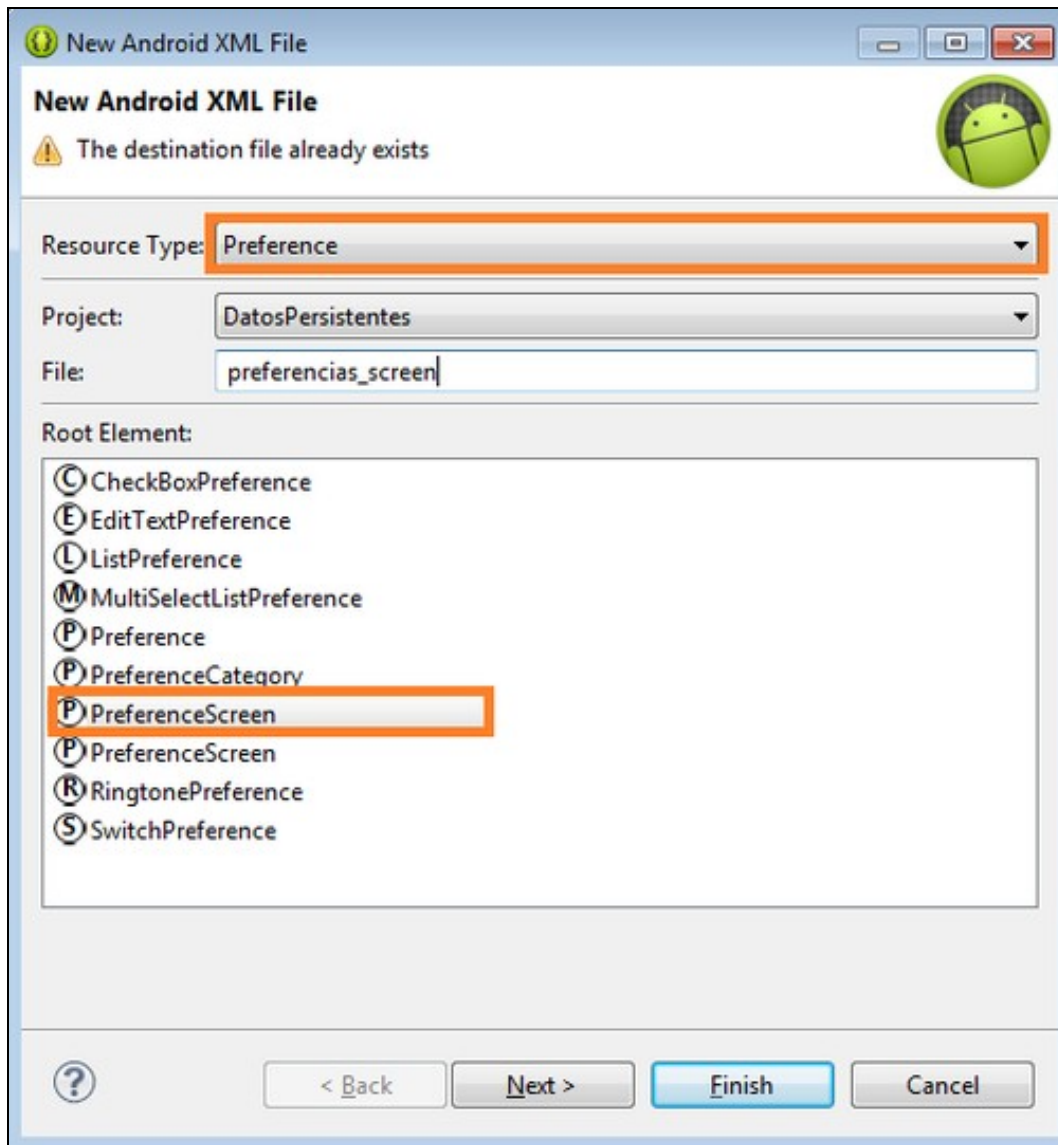 New Android XML File
New Android XML File
The destination file already exists
Resource Type: Preference
Project: DatosPersistentes
File: preferencias_screen
Root Element:
C CheckBoxPreference
E EditTextPreference
L ListPreference
M MultiSelectListPreference
P Preference
P PreferenceCategory
P PreferenceScreen
P PreferenceScreen
R RingtonePreference
S SwitchPreference
? < Back Next > Finish Cancel